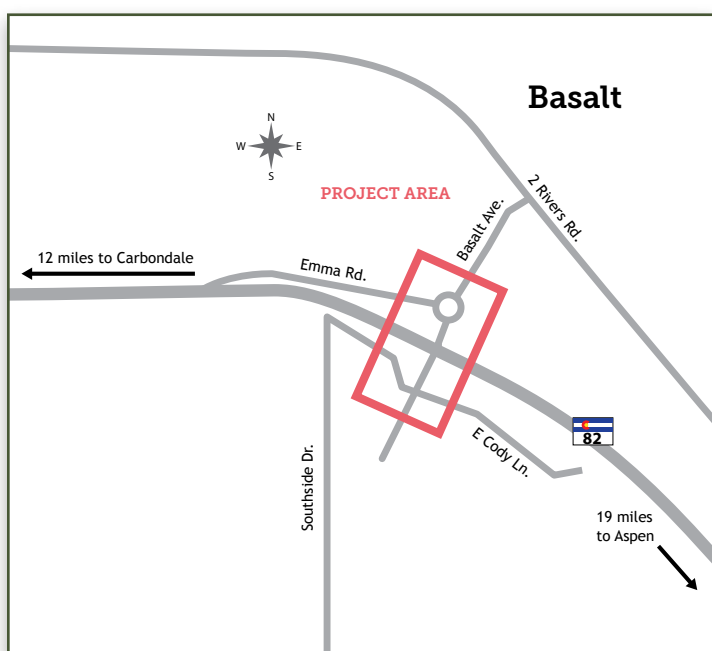 Basalt
N
W
E
S
PROJECT AREA
2 Rivers Rd.
Basalt Ave.
12 miles to Carbondale
Emma Rd.
82
E Cody Ln.
Southside Dr.
19 miles
to Aspen